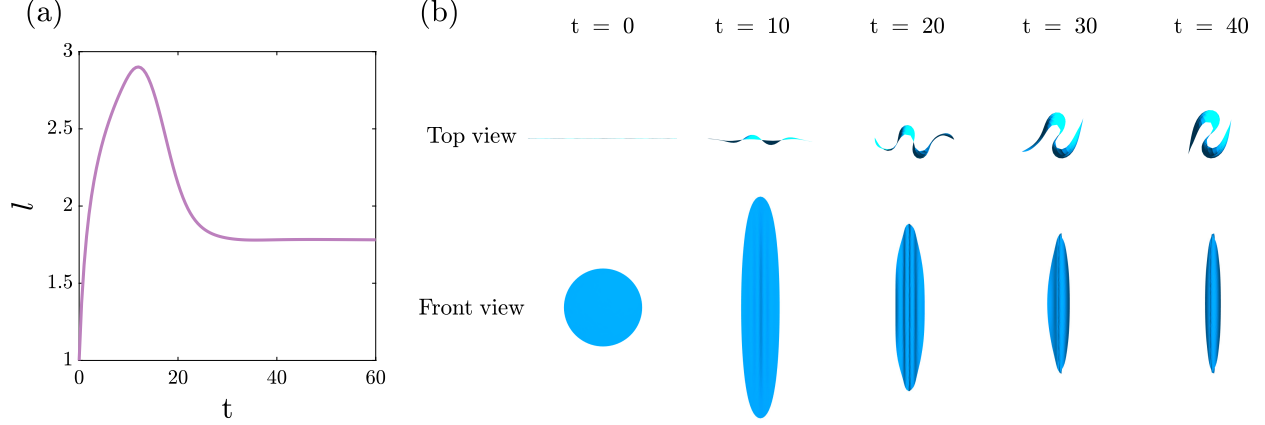 (a)
3
2.5
2
1.5
1
0 20 40 60
t
l
(b)
t = 0 t = 10 t = 20 t = 30 t = 40
Top view
Front view